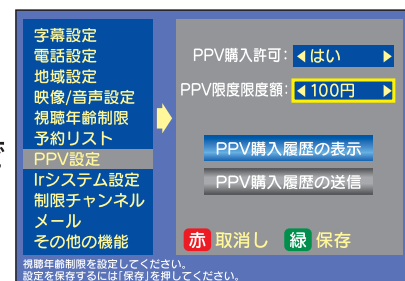 字幕設定
電話設定
地域設定
映像/音声設定
視聴年齢制限
予約リスト
PPV設定
Irシステム設定
制限チャンネル
メール
その他の機能
PPV購入許可: ◀はい ▶
PPV限度限度額: ◀100円 ▶
PPV購入履歴の表示
PPV購入履歴の送信
赤 取消し 緑 保存
視聴年齢制限を設定してください。
設定を保存するには「保存」を押してください。